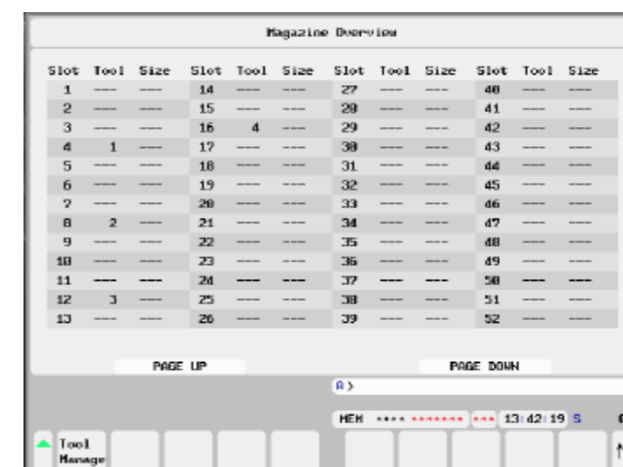 Magazine Overview
Slot Tool Size Slot Tool Size Slot Tool Size Slot Tool Size
1 --- --- 14 --- --- 27 --- --- 40 --- ---
2 --- --- 15 --- --- 28 --- --- 41 --- ---
3 --- --- 16 4 --- 29 --- --- 42 --- ---
4 1 --- 17 --- --- 30 --- --- 43 --- ---
5 --- --- 18 --- --- 31 --- --- 44 --- ---
6 --- --- 19 --- --- 32 --- --- 45 --- ---
7 --- --- 20 --- --- 33 --- --- 46 --- ---
8 2 --- 21 --- --- 34 --- --- 47 --- ---
9 --- --- 22 --- --- 35 --- --- 48 --- ---
10 --- --- 23 --- --- 36 --- --- 49 --- ---
11 --- --- 24 --- --- 37 --- --- 50 --- ---
12 3 --- 25 --- --- 38 --- --- 51 --- ---
13 --- --- 26 --- --- 39 --- --- 52 --- ---
PAGE UP PAGE DOWN
A>
MEM **** ******* *** 13:42:19 S
Tool
Manage